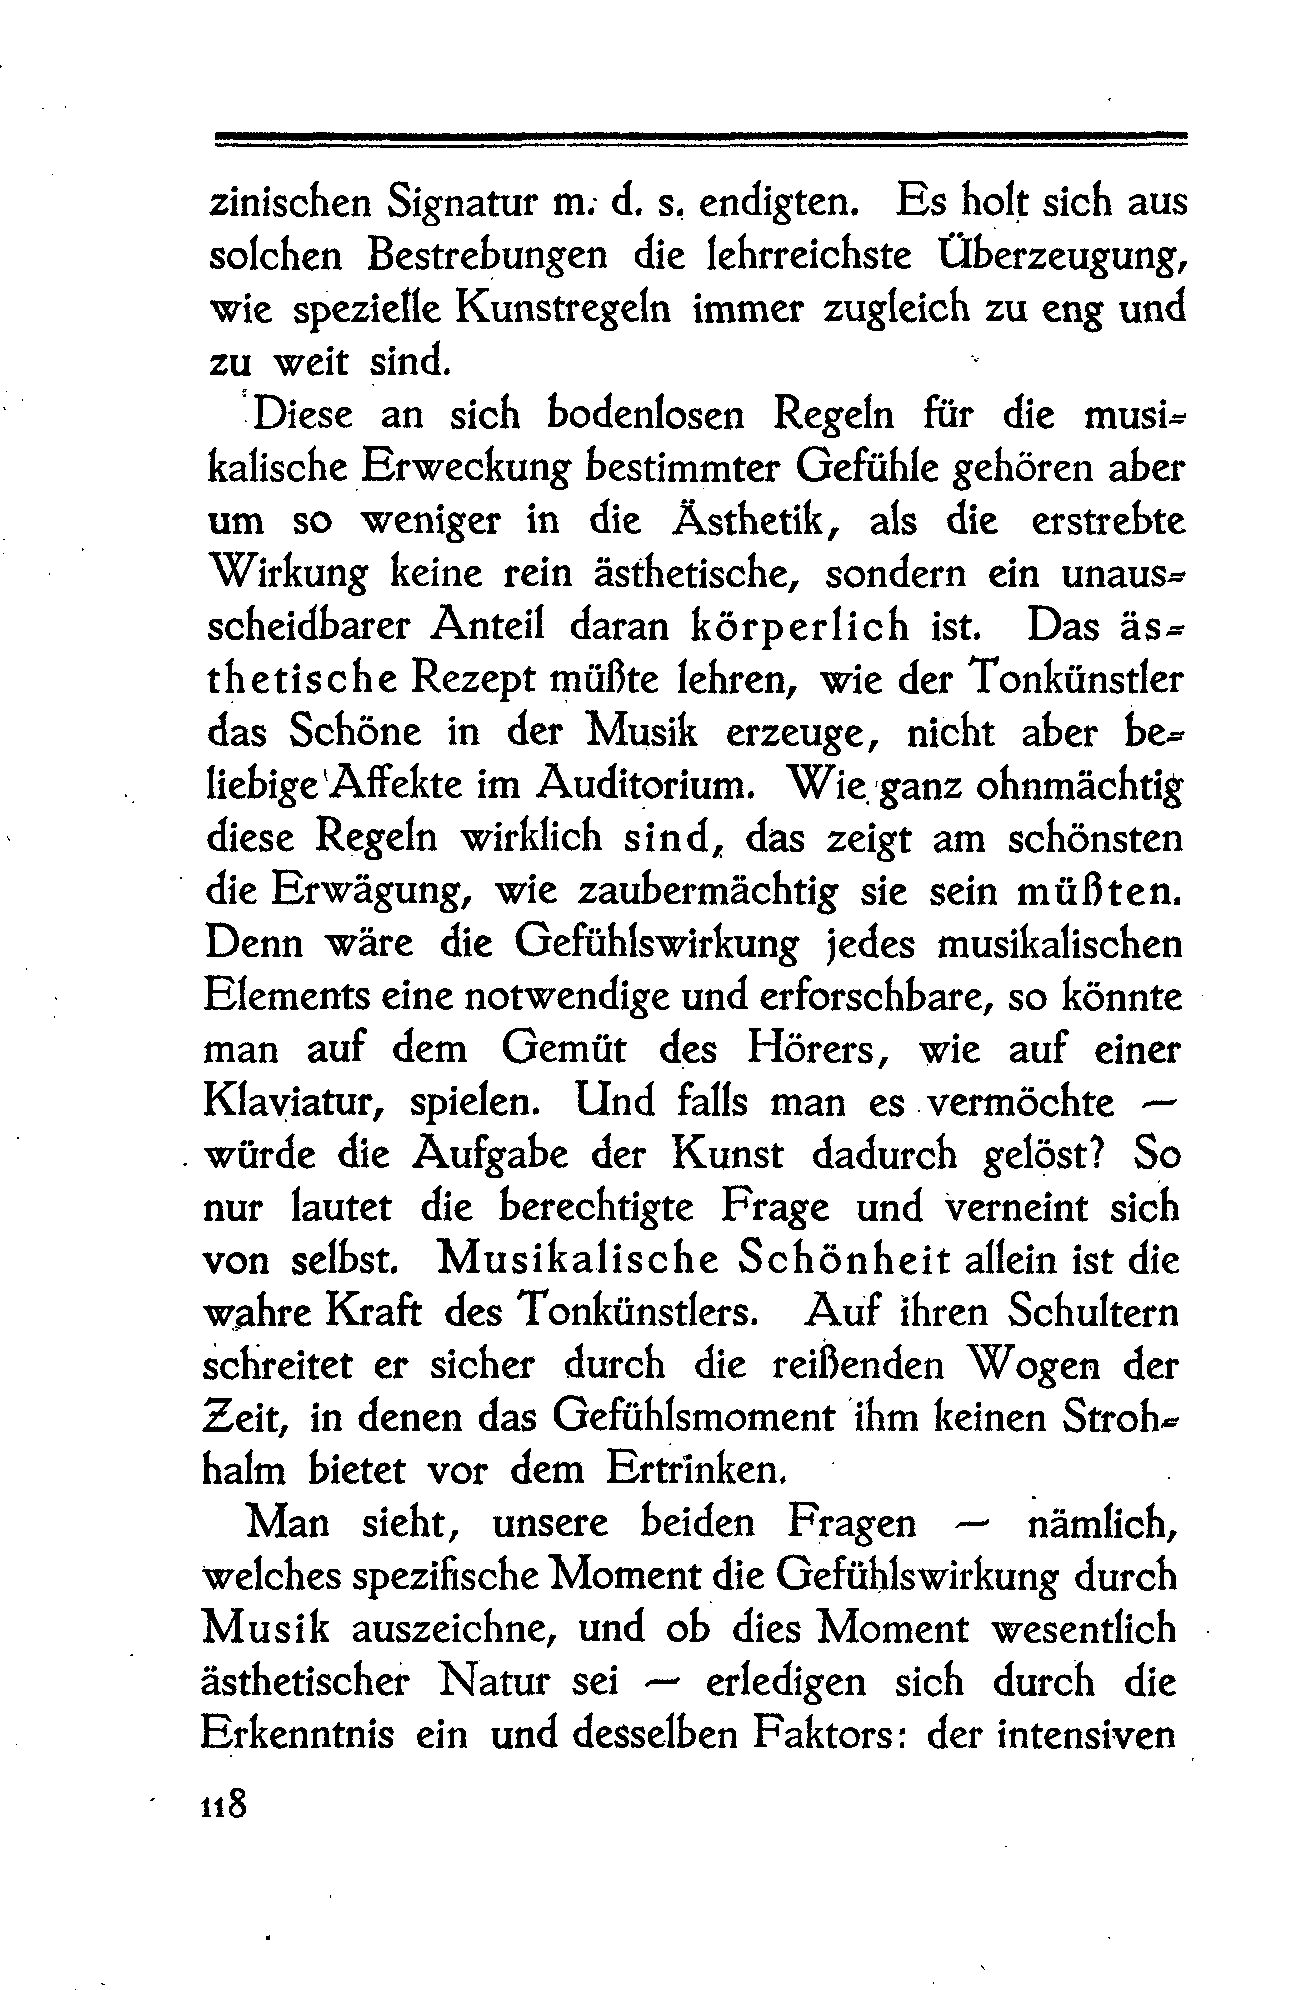 zinischen Signatur m. d. s. endigten. Es holt sich aus
solchen Bestrebungen die lehrreichste Überzeugung,
wie spezielle Kunstregeln immer zugleich zu eng und
zu weit sind.
Diese an sich bodenlosen Regeln für die musi-
kalische Erweckung bestimmter Gefühle gehören aber
um so weniger in die Ästhetik, als die erstrebte
Wirkung keine rein ästhetische, sondern ein unaus-
scheidbarer Anteil daran körperlich ist. Das äs-
thetische Rezept müßte lehren, wie der Tonkünstler
das Schöne in der Musik erzeuge, nicht aber be-
liebige Affekte im Auditorium. Wie ganz ohnmächtig
diese Regeln wirklich sind, das zeigt am schönsten
die Erwägung, wie zaubermächtig sie sein müßten.
Denn wäre die Gefühlswirkung jedes musikalischen
Elements eine notwendige und erforschbare, so könnte
man auf dem Gemüt des Hörers, wie auf einer
Klaviatur, spielen. Und falls man es vermöchte —
würde die Aufgabe der Kunst dadurch gelöst? So
nur lautet die berechtigte Frage und verneint sich
von selbst. Musikalische Schönheit allein ist die
wahre Kraft des Tonkünstlers. Auf ihren Schultern
schreitet er sicher durch die reißenden Wogen der
Zeit, in denen das Gefühlsmoment ihm keinen Stroh-
halm bietet vor dem Ertrinken.
Man sieht, unsere beiden Fragen — nämlich,
welches spezifische Moment die Gefühlswirkung durch
Musik auszeichne, und ob dies Moment wesentlich
ästhetischer Natur sei — erledigen sich durch die
Erkenntnis ein und desselben Faktors: der intensiven
118